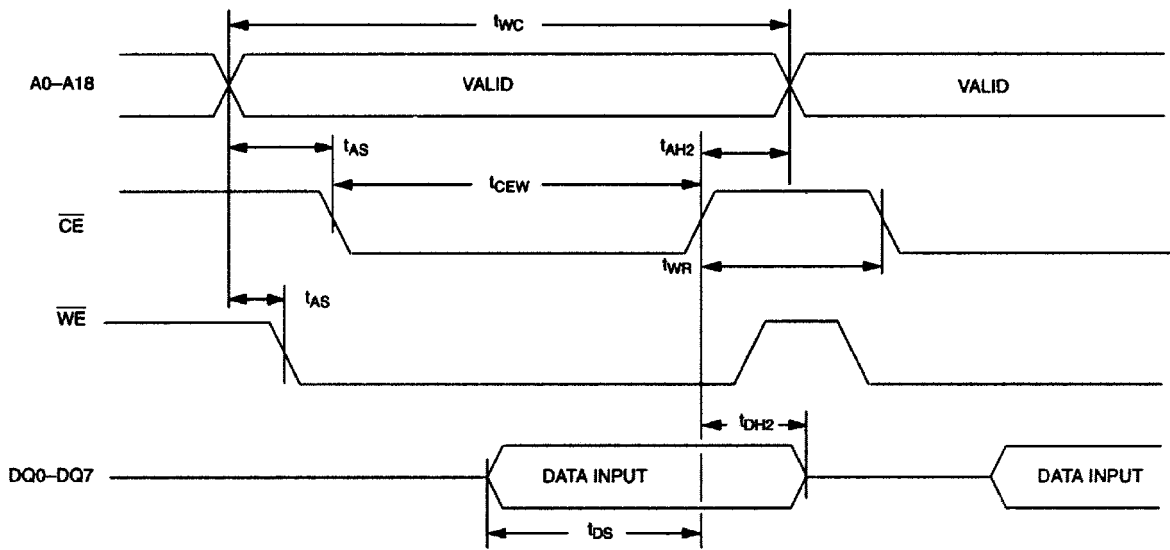 tWC
A0–A18 VALID VALID
tAS tAH2
tCEW
CE
tWR
tAS
WE
tDH2
DQ0–DQ7 DATA INPUT DATA INPUT
tDS